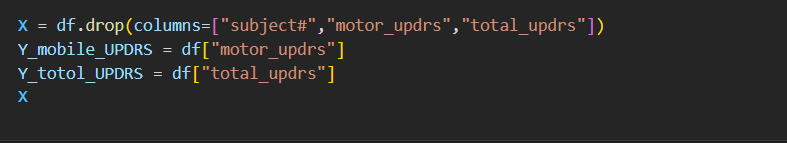 X = df.drop(columns=["subject#","motor_updrs","total_updrs"])
Y_mobile_UPDRS = df["motor_updrs"]
Y_totol_UPDRS = df["total_updrs"]
X